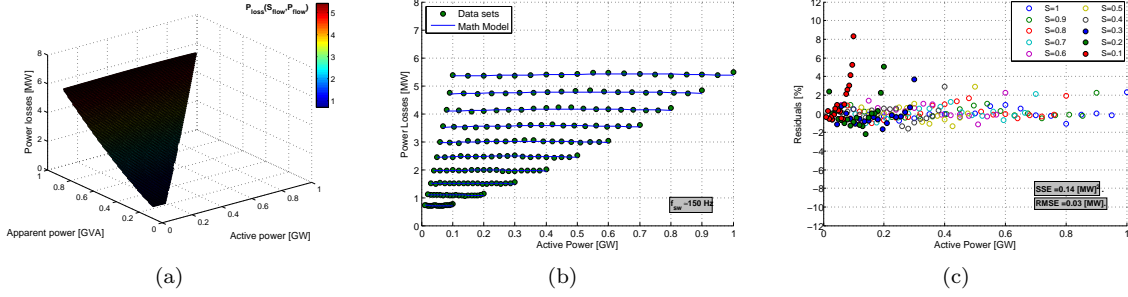 P_loss(S_flow,P_flow)
8
6
4
2
0
Power losses [MW]
1
0.8
0.6
0.4
0.2
0
Apparent power [GVA]
0
0.2
0.4
0.6
0.8
1
Active power [GW]
5
4
3
2
1
(a)
8
7
6
5
4
3
2
1
0
Power Losses [MW]
Data sets
Math Model
f_sw ~150 Hz
0 0.1 0.2 0.3 0.4 0.5 0.6 0.7 0.8 0.9 1
Active Power [GW]
(b)
12
10
8
6
4
2
0
−2
−4
−6
−8
−10
−12
Residuals [%]
S=1 S=0.5
S=0.9 S=0.4
S=0.8 S=0.3
S=0.7 S=0.2
S=0.6 S=0.1
SSE =0.14 [MW]².
RMSE =0.03 [MW].
0 0.2 0.4 0.6 0.8 1
Active Power [GW]
(c)